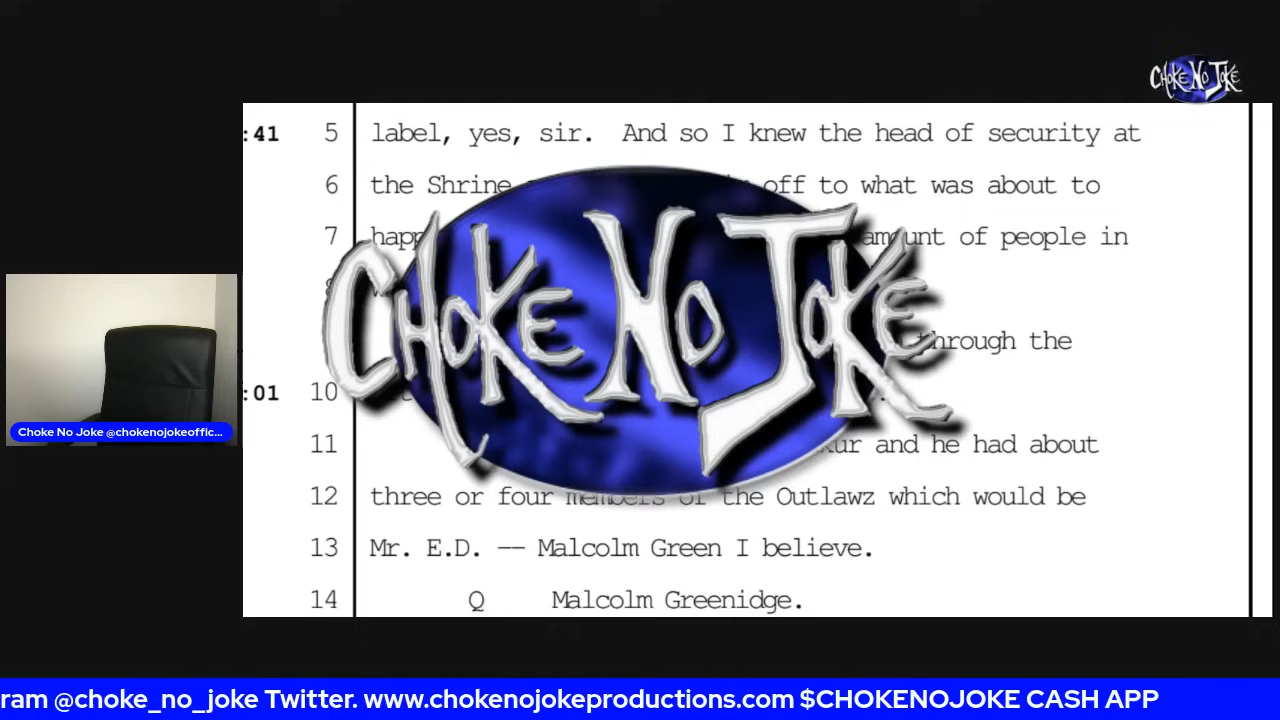 CHOKE NO JOKE
:41 5 label, yes, sir. And so I knew the head of security at
6 the Shrine off to what was about to
7 happ amount of people in
8
through the
:01 10
11 xur and he had about
12 three or four members of the Outlawz which would be
13 Mr. E.D. -- Malcolm Green I believe.
14 Q Malcolm Greenidge.
CHOKE NO JOKE
Choke No Joke @chokenojokeoffic...
ram @choke_no_joke Twitter. www.chokenojokeproductions.com $CHOKENOJOKE CASH APP